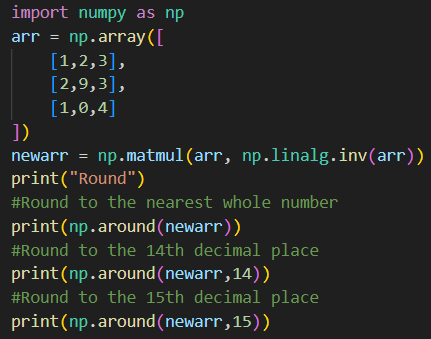 import numpy as np
arr = np.array([
    [1,2,3],
    [2,9,3],
    [1,0,4]
])
newarr = np.matmul(arr, np.linalg.inv(arr))
print("Round")
#Round to the nearest whole number
print(np.around(newarr))
#Round to the 14th decimal place
print(np.around(newarr,14))
#Round to the 15th decimal place
print(np.around(newarr,15))